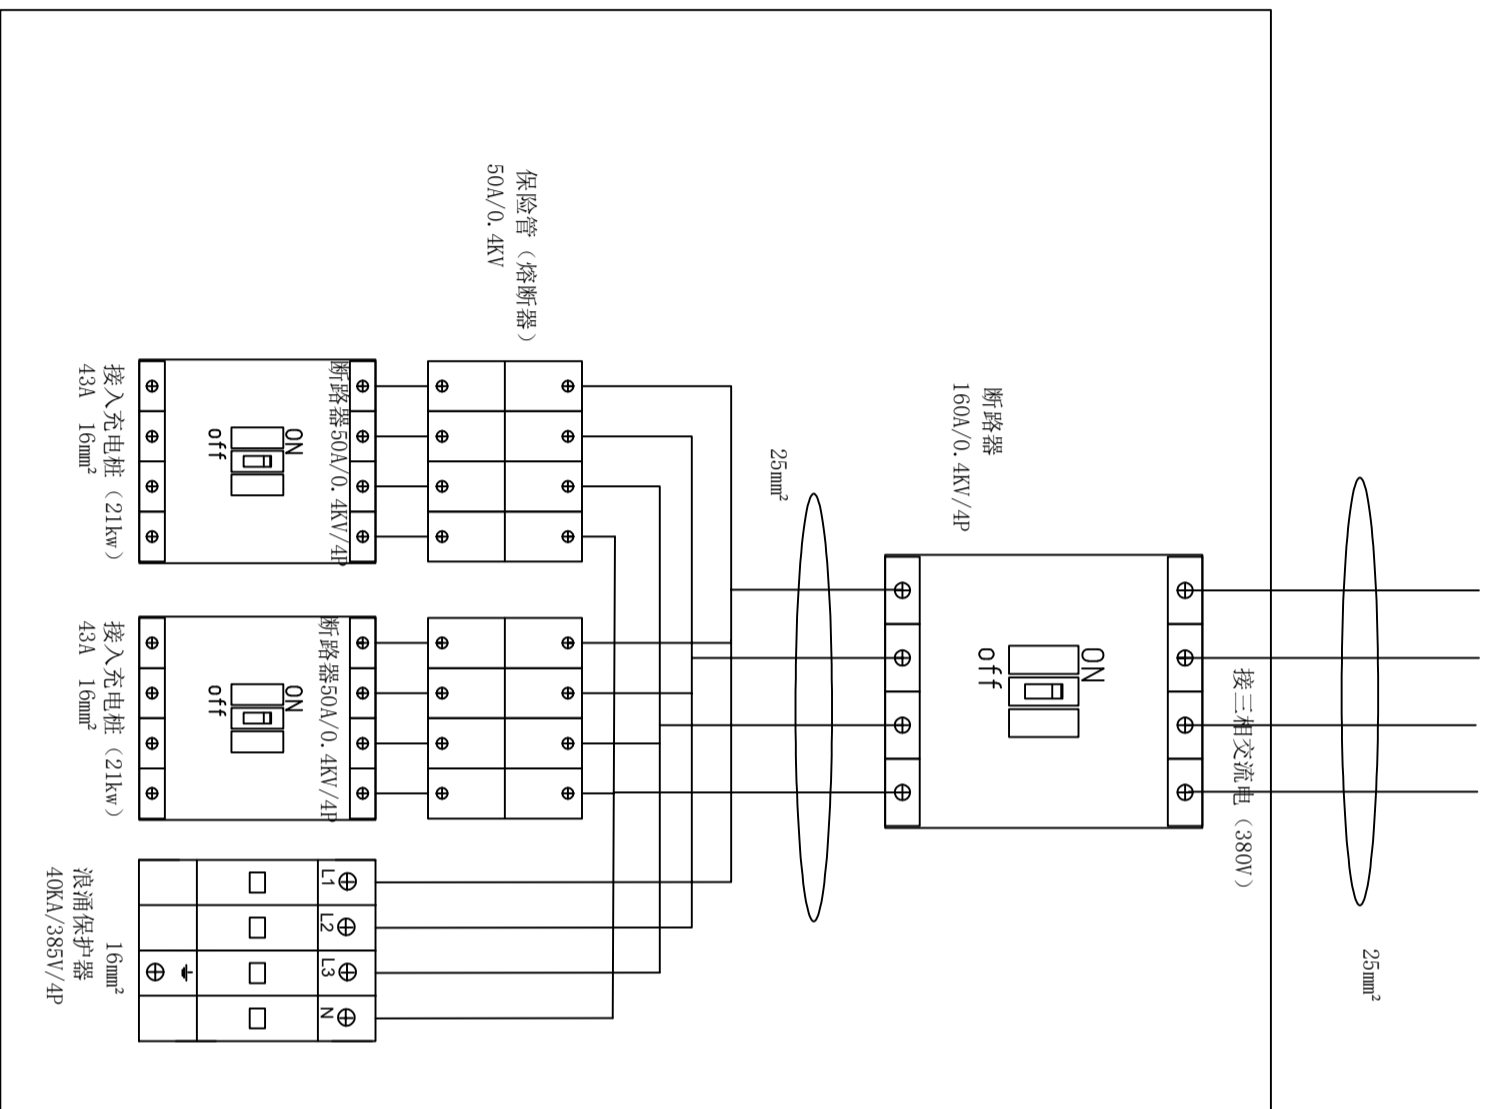 25mm²
接三相交流电（380V）
ON
off
断路器
160A/0.4KV/4P
25mm²
保险管（熔断器）
50A/0.4KV
断路器50A/0.4KV/4P
ON
off
接入充电桩（21kw）
43A 16mm²
断路器50A/0.4KV/4P
ON
off
接入充电桩（21kw）
43A 16mm²
L1
L2
L3
N
16mm²
浪涌保护器
40KA/385V/4P